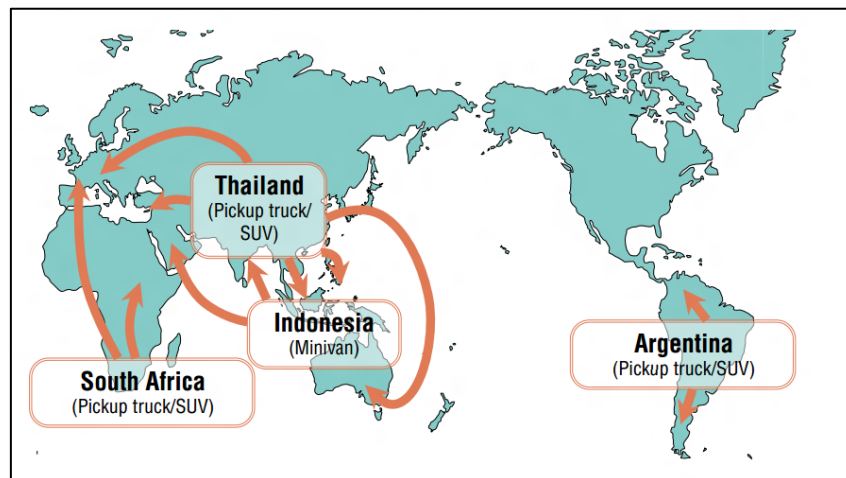 Thailand
(Pickup truck/
SUV)
Indonesia
(Minivan)
South Africa
(Pickup truck/SUV)
Argentina
(Pickup truck/SUV)